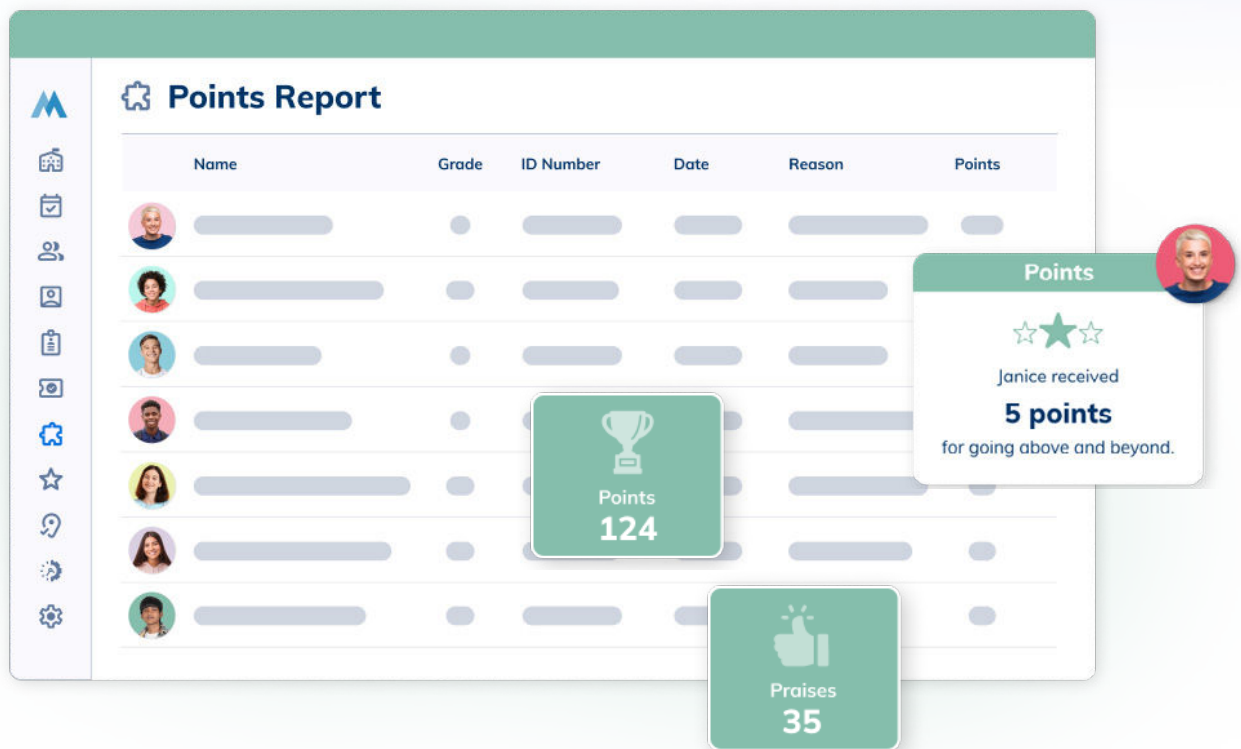 Points Report
Name Grade ID Number Date Reason Points
Points
Janice received
5 points
for going above and beyond.
Points
124
Praises
35